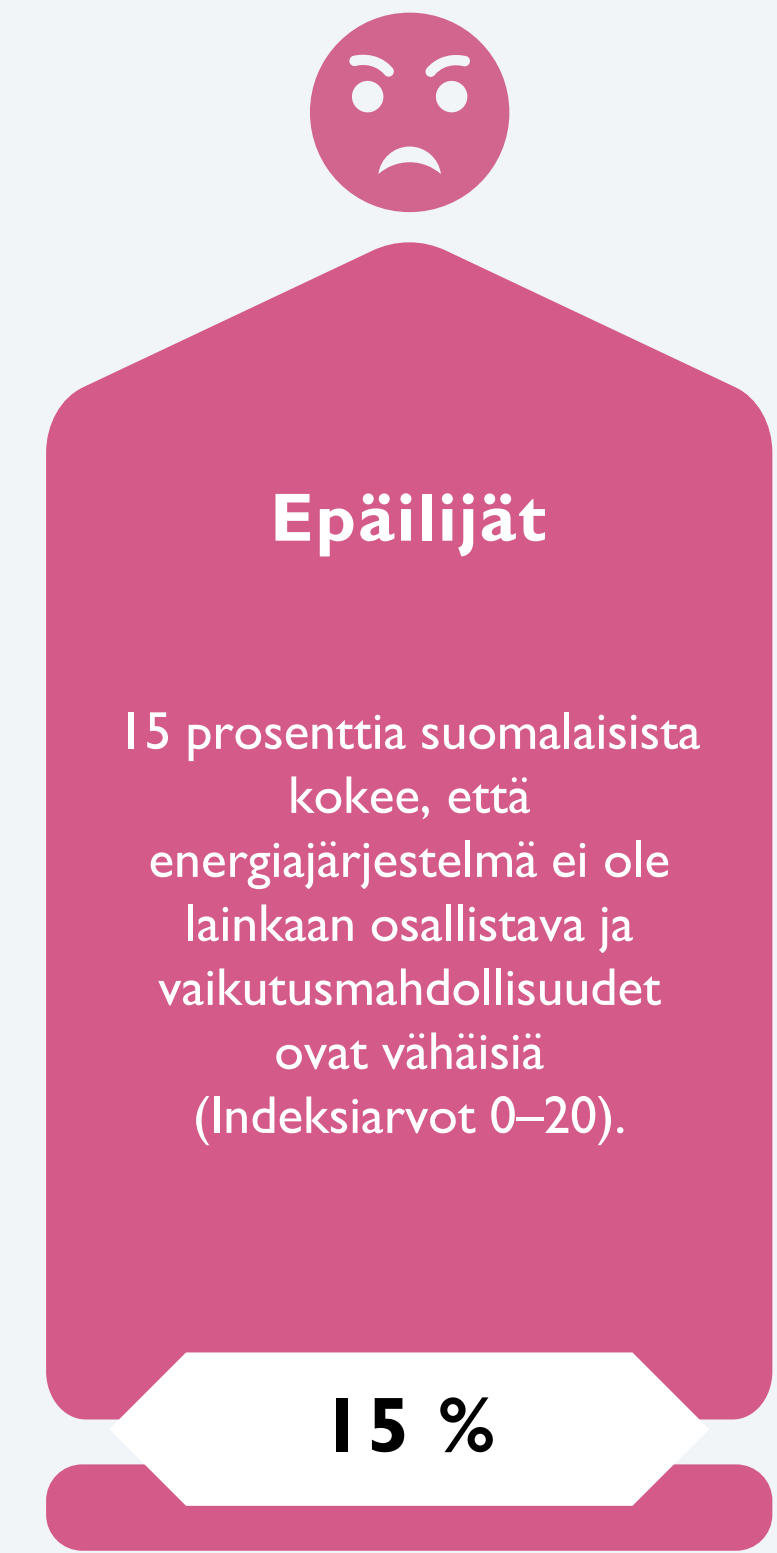 Epäilijät
15 prosenttia suomalaisista
kokee, että
energiajärjestelmä ei ole
lainkaan osallistava ja
vaikutusmahdollisuudet
ovat vähäisiä
(Indeksiarvot 0–20).
15 %